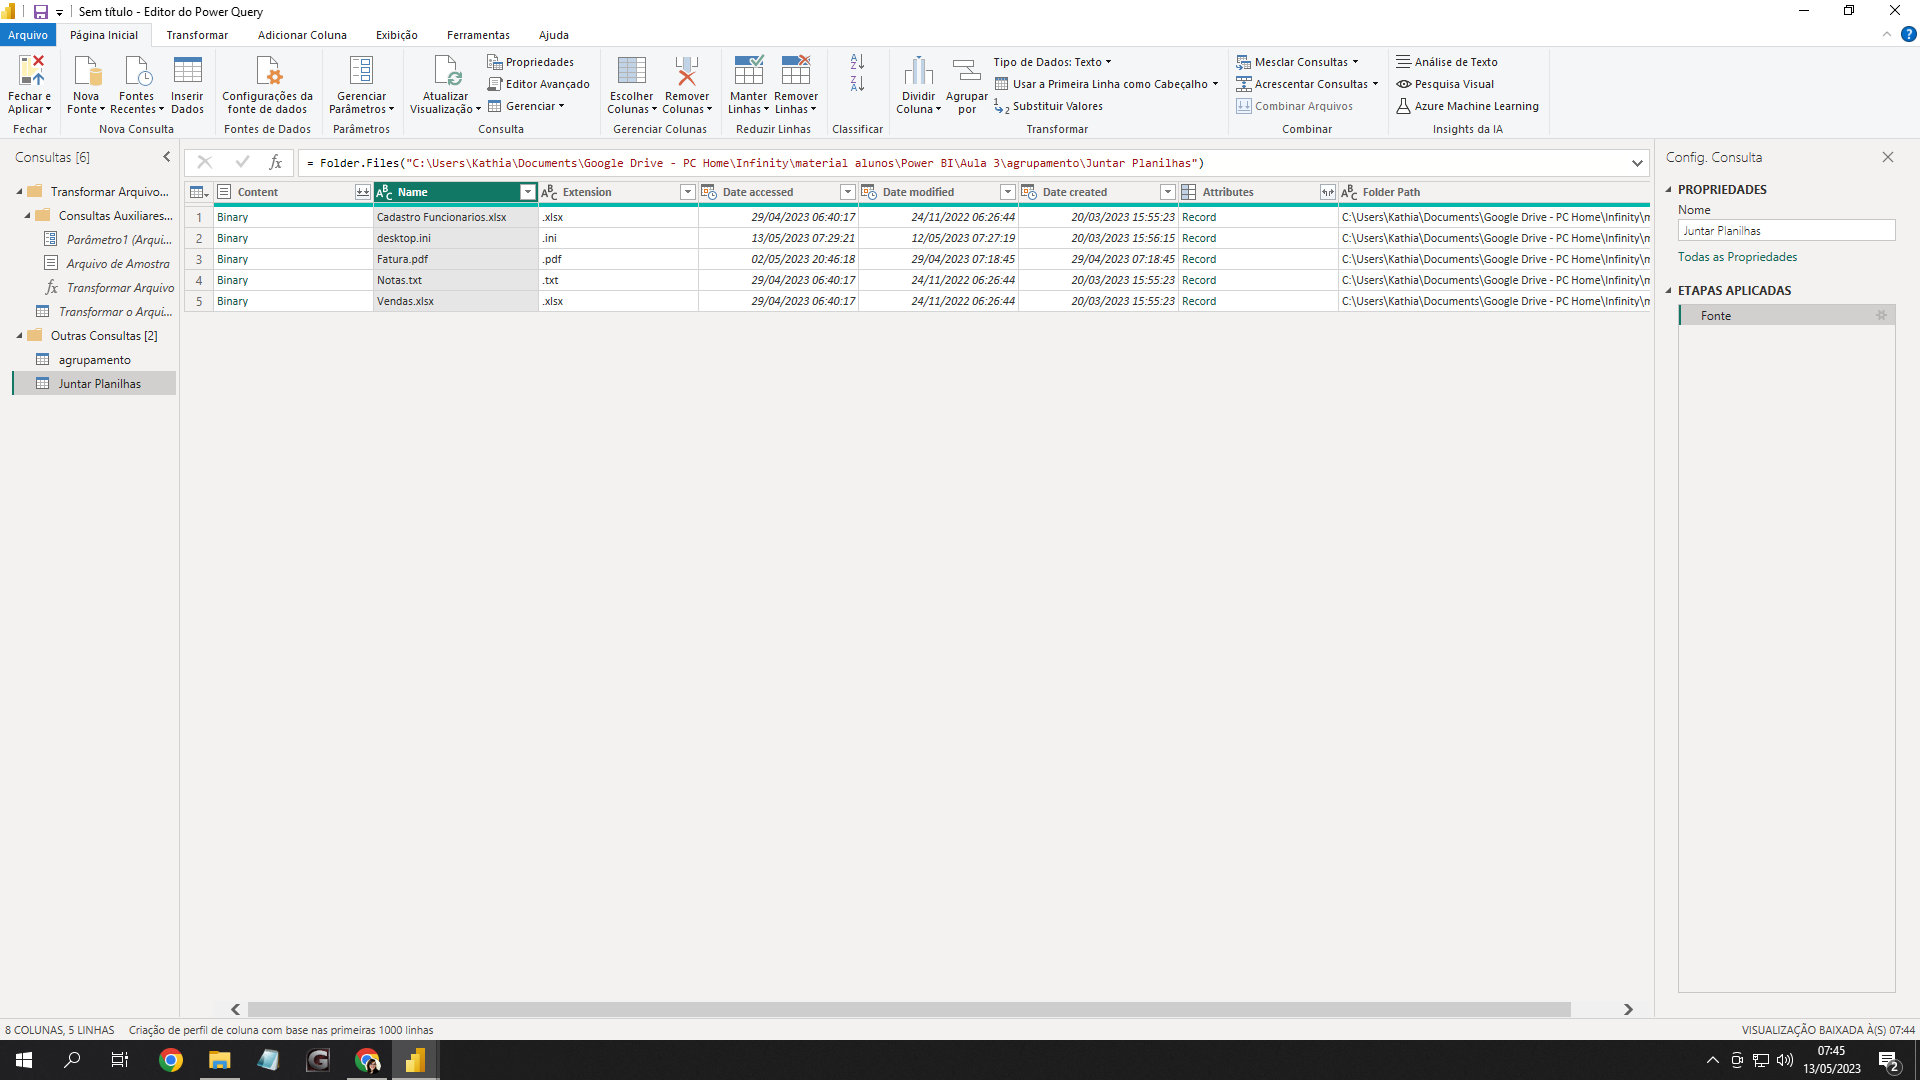 Sem título - Editor do Power Query
Arquivo
Página Inicial
Transformar
Adicionar Coluna
Exibição
Ferramentas
Ajuda
Fechar e Aplicar
Fechar
Nova Fonte
Fontes Recentes
Inserir Dados
Nova Consulta
Configurações da fonte de dados
Fontes de Dados
Gerenciar Parâmetros
Parâmetros
Atualizar Visualização
Propriedades
Editor Avançado
Gerenciar
Consulta
Escolher Colunas
Remover Colunas
Gerenciar Colunas
Manter Linhas
Remover Linhas
Reduzir Linhas
Classificar
Dividir Coluna
Agrupar por
Tipo de Dados: Texto
Usar a Primeira Linha como Cabeçalho
Substituir Valores
Transformar
Mesclar Consultas
Acrescentar Consultas
Combinar Arquivos
Combinar
Análise de Texto
Pesquisa Visual
Azure Machine Learning
Insights da IA
Consultas [6]
Transformar Arquivo...
Consultas Auxiliares...
Parâmetro1 (Arqui...
Arquivo de Amostra
Transformar Arquivo
Transformar o Arqui...
Outras Consultas [2]
agrupamento
Juntar Planilhas
= Folder.Files("C:\Users\Kathia\Documents\Google Drive - PC Home\Infinity\material alunos\Power BI\Aula 3\agrupamento\Juntar Planilhas")
Content Name Extension Date accessed Date modified Date created Attributes Folder Path
1 Binary Cadastro Funcionarios.xlsx .xlsx 29/04/2023 06:40:17 24/11/2022 06:26:44 20/03/2023 15:55:23 Record C:\Users\Kathia\Documents\Google Drive - PC Home\Infinity\m
2 Binary desktop.ini .ini 13/05/2023 07:29:21 12/05/2023 07:27:19 20/03/2023 15:56:15 Record C:\Users\Kathia\Documents\Google Drive - PC Home\Infinity\m
3 Binary Fatura.pdf .pdf 02/05/2023 20:46:18 29/04/2023 07:18:45 29/04/2023 07:18:45 Record C:\Users\Kathia\Documents\Google Drive - PC Home\Infinity\m
4 Binary Notas.txt .txt 29/04/2023 06:40:17 24/11/2022 06:26:44 20/03/2023 15:55:23 Record C:\Users\Kathia\Documents\Google Drive - PC Home\Infinity\m
5 Binary Vendas.xlsx .xlsx 29/04/2023 06:40:17 24/11/2022 06:26:44 20/03/2023 15:55:23 Record C:\Users\Kathia\Documents\Google Drive - PC Home\Infinity\m
Config. Consulta
PROPRIEDADES
Nome
Juntar Planilhas
Todas as Propriedades
ETAPAS APLICADAS
Fonte
8 COLUNAS, 5 LINHAS
Criação de perfil de coluna com base nas primeiras 1000 linhas
VISUALIZAÇÃO BAIXADA À(S) 07:44
07:45
13/05/2023
2